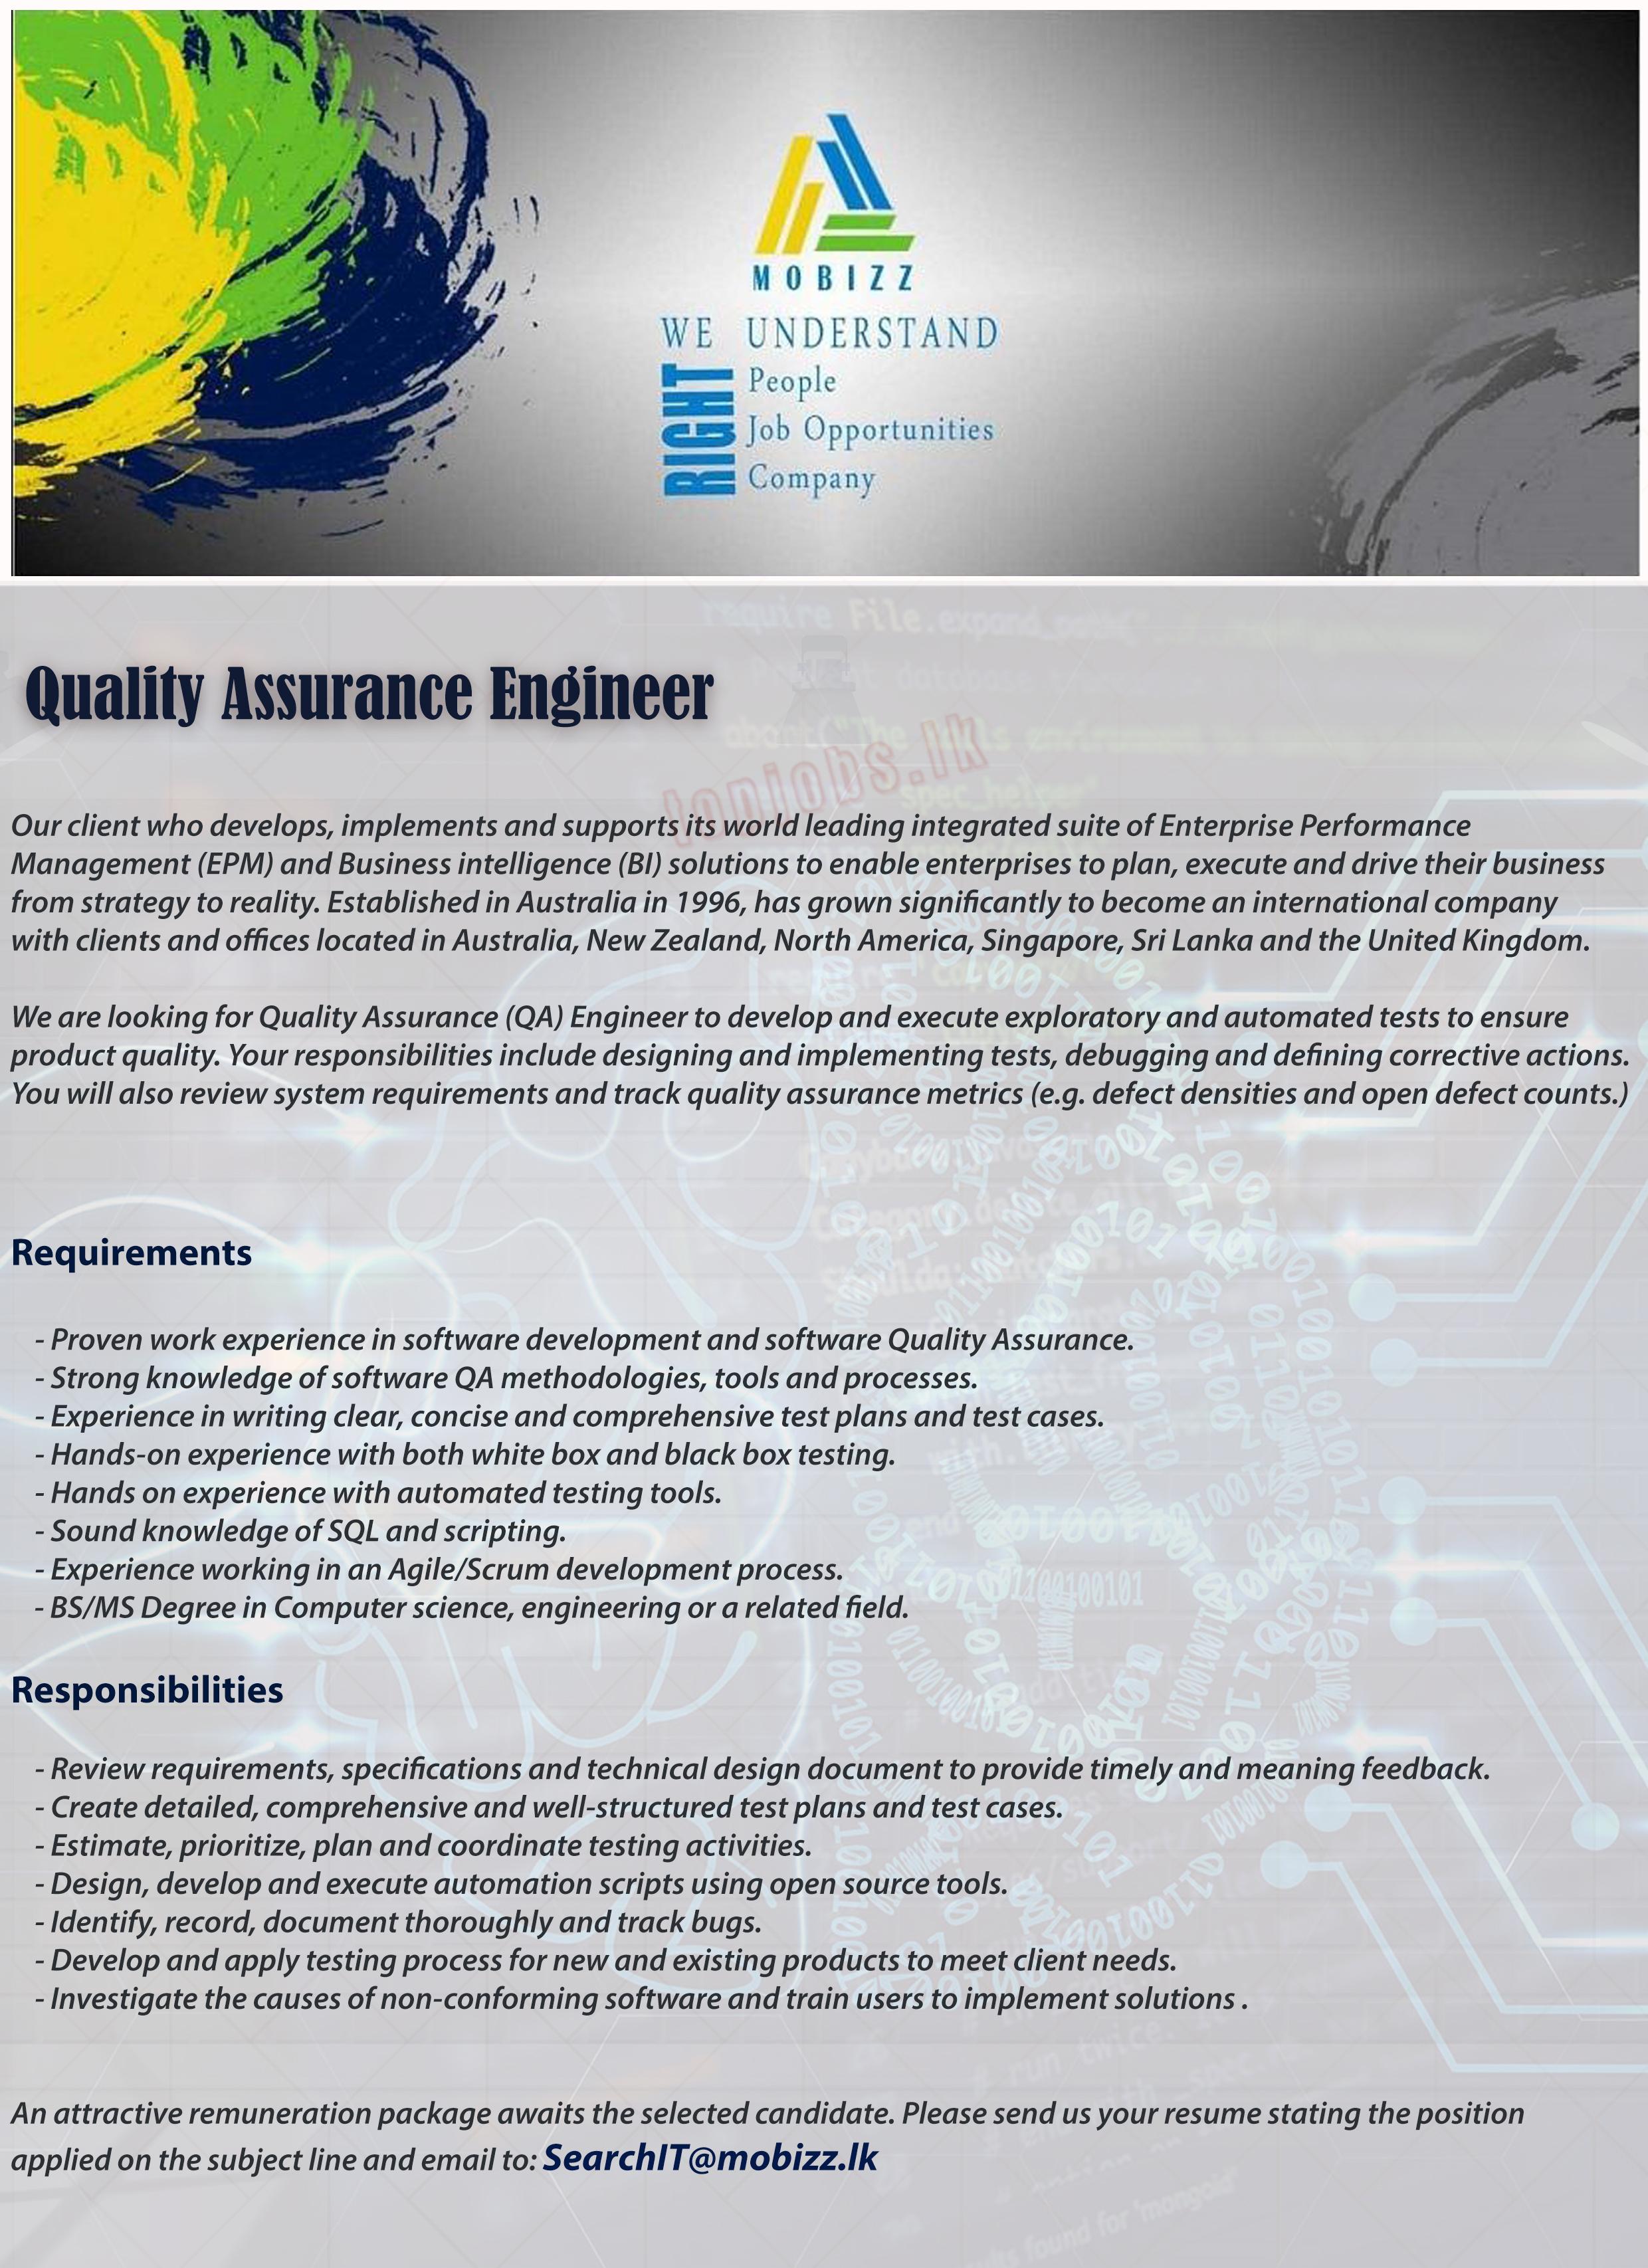 MOBIZZ
WE UNDERSTAND
RIGHT
People
Job Opportunities
Company
require File.expand_path
Quality Assurance Engineer
abort("The
spec_helper"
Our client who develops, implements and supports its world leading integrated suite of Enterprise Performance
Management (EPM) and Business intelligence (BI) solutions to enable enterprises to plan, execute and drive their business
from strategy to reality. Established in Australia in 1996, has grown significantly to become an international company
with clients and offices located in Australia, New Zealand, North America, Singapore, Sri Lanka and the United Kingdom.
We are looking for Quality Assurance (QA) Engineer to develop and execute exploratory and automated tests to ensure
product quality. Your responsibilities include designing and implementing tests, debugging and defining corrective actions.
You will also review system requirements and track quality assurance metrics (e.g. defect densities and open defect counts.)
Requirements
- Proven work experience in software development and software Quality Assurance.
- Strong knowledge of software QA methodologies, tools and processes.
- Experience in writing clear, concise and comprehensive test plans and test cases.
- Hands-on experience with both white box and black box testing.
- Hands on experience with automated testing tools.
- Sound knowledge of SQL and scripting.
- Experience working in an Agile/Scrum development process.
- BS/MS Degree in Computer science, engineering or a related field.
Responsibilities
- Review requirements, specifications and technical design document to provide timely and meaning feedback.
- Create detailed, comprehensive and well-structured test plans and test cases.
- Estimate, prioritize, plan and coordinate testing activities.
- Design, develop and execute automation scripts using open source tools.
- Identify, record, document thoroughly and track bugs.
- Develop and apply testing process for new and existing products to meet client needs.
- Investigate the causes of non-conforming software and train users to implement solutions .
# run twice.
An attractive remuneration package awaits the selected candidate. Please send us your resume stating the position
applied on the subject line and email to: SearchIT@mobizz.lk
found for 'mongoid'